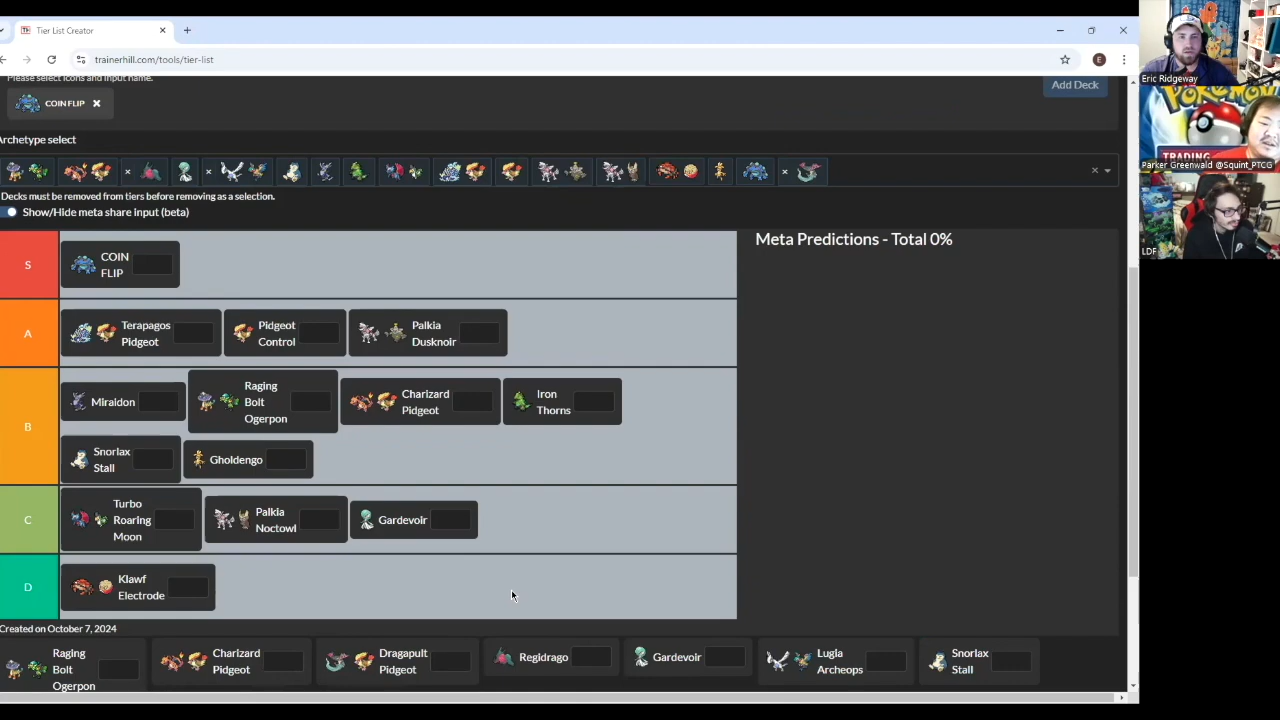 Tier List Creator
trainerhill.com/tools/tier-list
E
Please select icons and input name.
COIN FLIP
Add Deck
Archetype select
Decks must be removed from tiers before removing as a selection.
Show/Hide meta share input (beta)
S
COIN
FLIP
Meta Predictions - Total 0%
A
Terapagos
Pidgeot
Pidgeot
Control
Palkia
Dusknoir
B
Miraidon
Raging
Bolt
Ogerpon
Charizard
Pidgeot
Iron
Thorns
Snorlax
Stall
Gholdengo
C
Turbo
Roaring
Moon
Palkia
Noctowl
Gardevoir
D
Klawf
Electrode
Created on October 7, 2024
Raging
Bolt
Ogerpon
Charizard
Pidgeot
Dragapult
Pidgeot
Regidrago
Gardevoir
Lugia
Archeops
Snorlax
Stall
Eric Ridgeway
TRADING
Parker Greenwald @Squint_PTCG
LDF